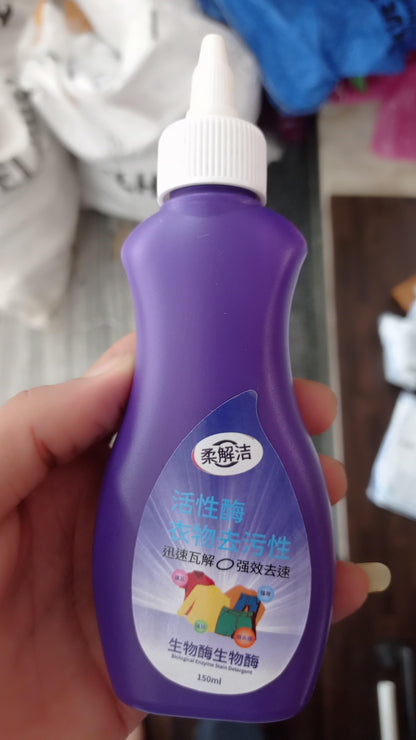 柔解洁
活性酶
衣物去污性
迅速瓦解 强效去速
生物酶生物酶
Biological Enzyme Stain Detergent
150ml